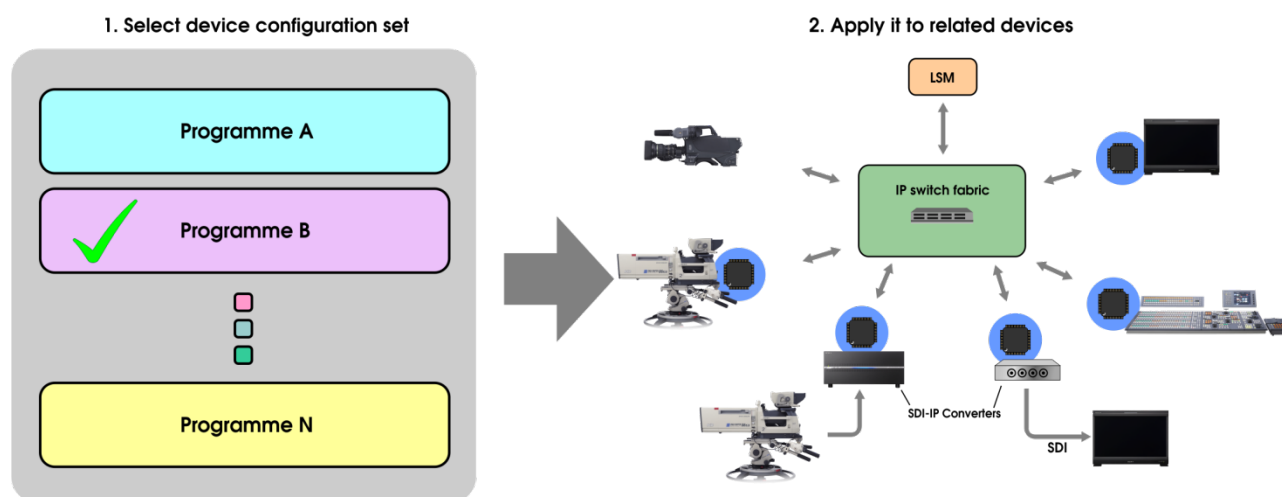 1. Select device configuration set
Programme A
Programme B
Programme N
2. Apply it to related devices
LSM
IP switch fabric
SDI-IP Converters
SDI